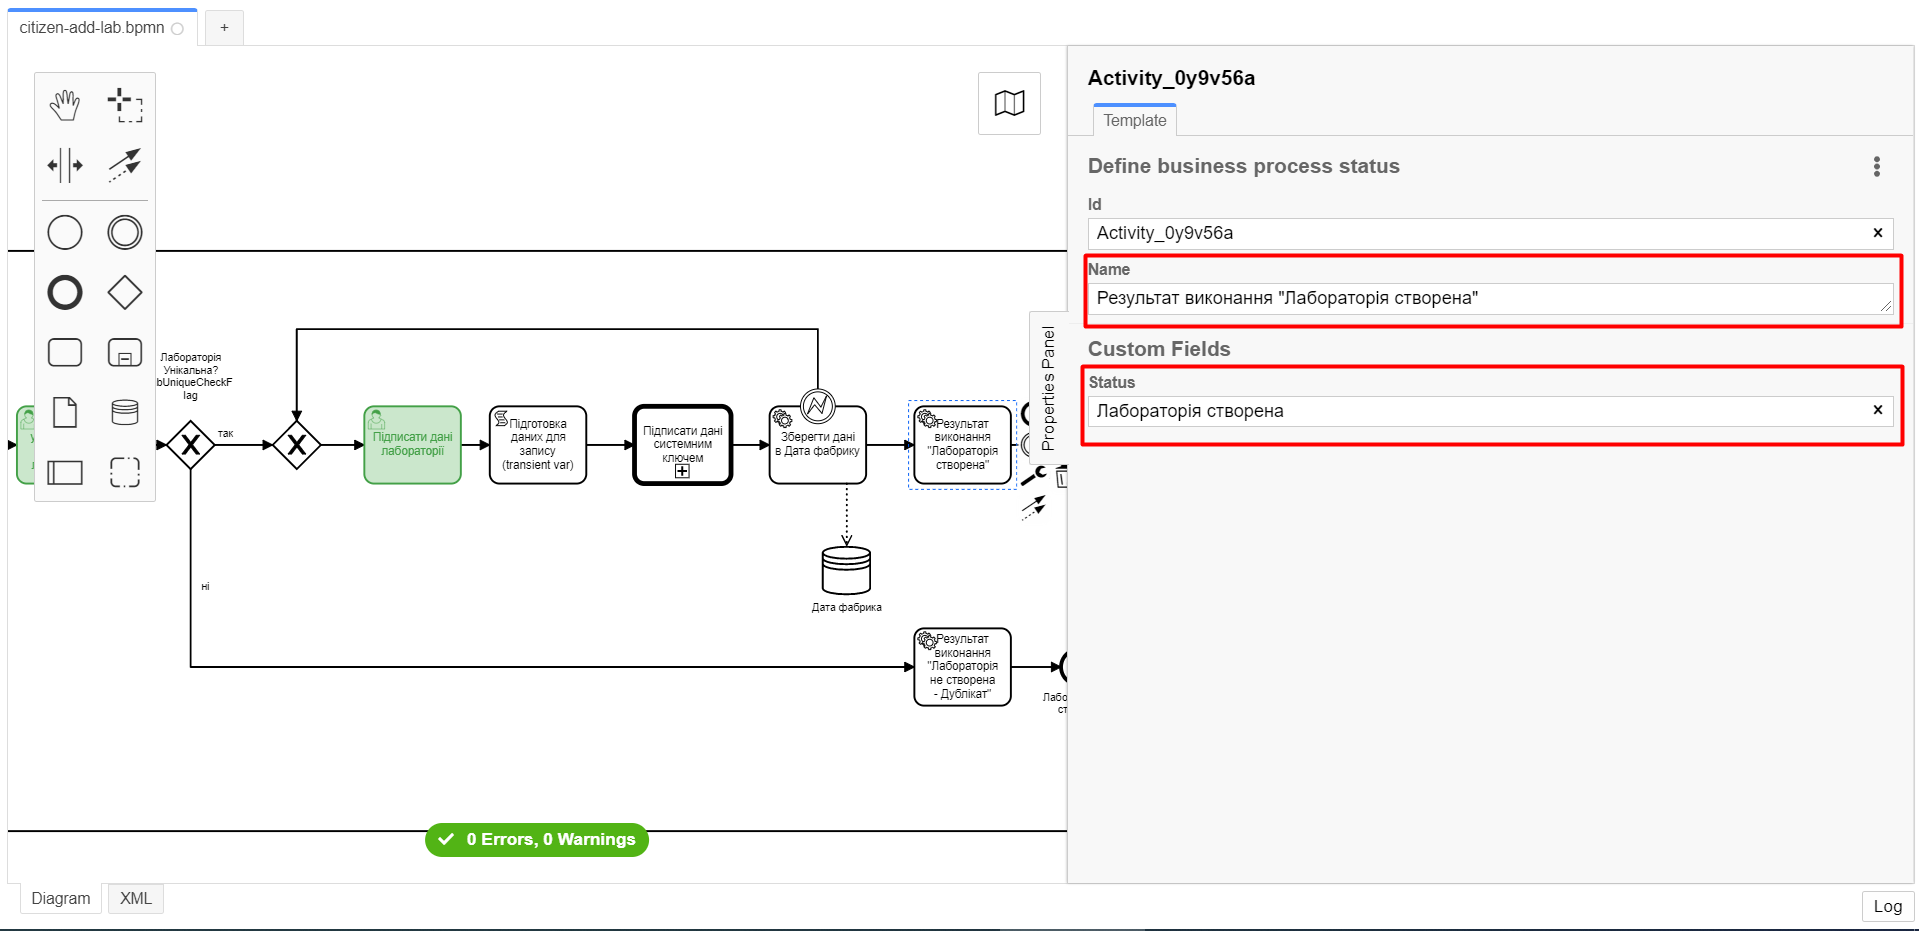 citizen-add-lab.bpmn
+
Лабораторія
Унікальна?
bUniqueCheckF
lag
так
ні
Підписати дані
лабораторії
Підготовка
даних для
запису
(transient var)
Підписати дані
системним
ключем
Зберегти дані
в Дата фабрику
Дата фабрика
Результат
виконання
"Лабораторія
створена"
Результат
виконання
"Лабораторія
не створена
- Дублікат"
Лабо
ст
0 Errors, 0 Warnings
Diagram
XML
Properties Panel
Activity_0y9v56a
Template
Define business process status
Id
Activity_0y9v56a
Name
Результат виконання "Лабораторія створена"
Custom Fields
Status
Лабораторія створена
Log